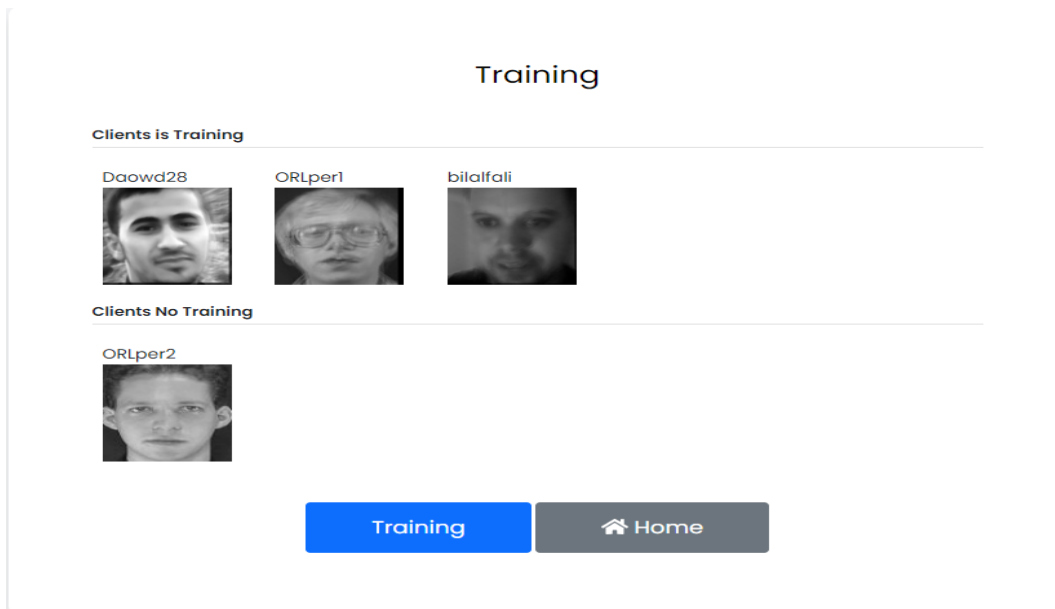 Training
Clients is Training
Daowd28 ORLper1 bilalfali
Clients No Training
ORLper2
Training Home